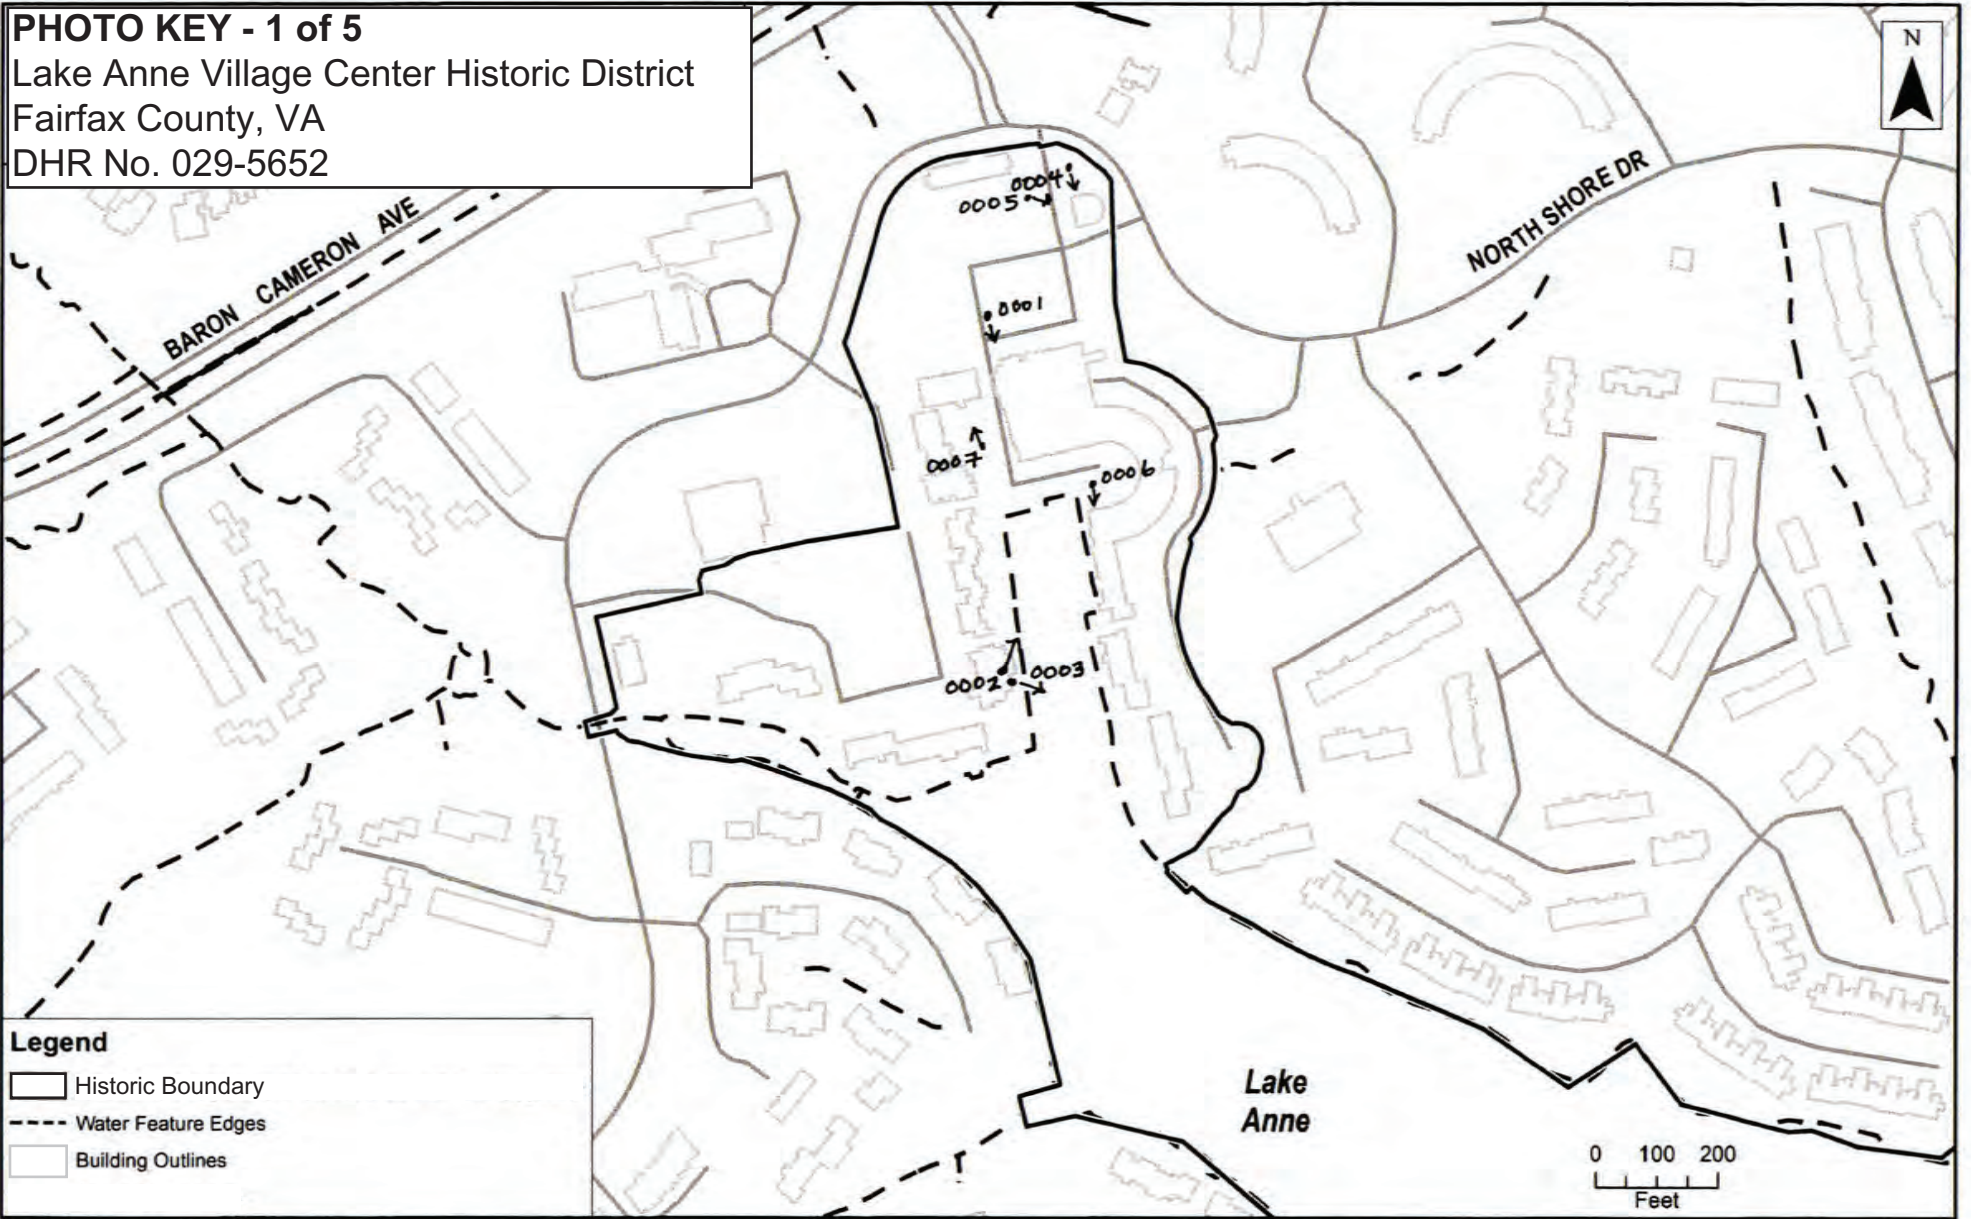 PHOTO KEY - 1 of 5
Lake Anne Village Center Historic District
Fairfax County, VA
DHR No. 029-5652
N
BARON CAMERON AVE
NORTH SHORE DR
0004
0005
0001
0007
0006
0002
0003
Lake
Anne
Legend
Historic Boundary
Water Feature Edges
Building Outlines
0 100 200
Feet